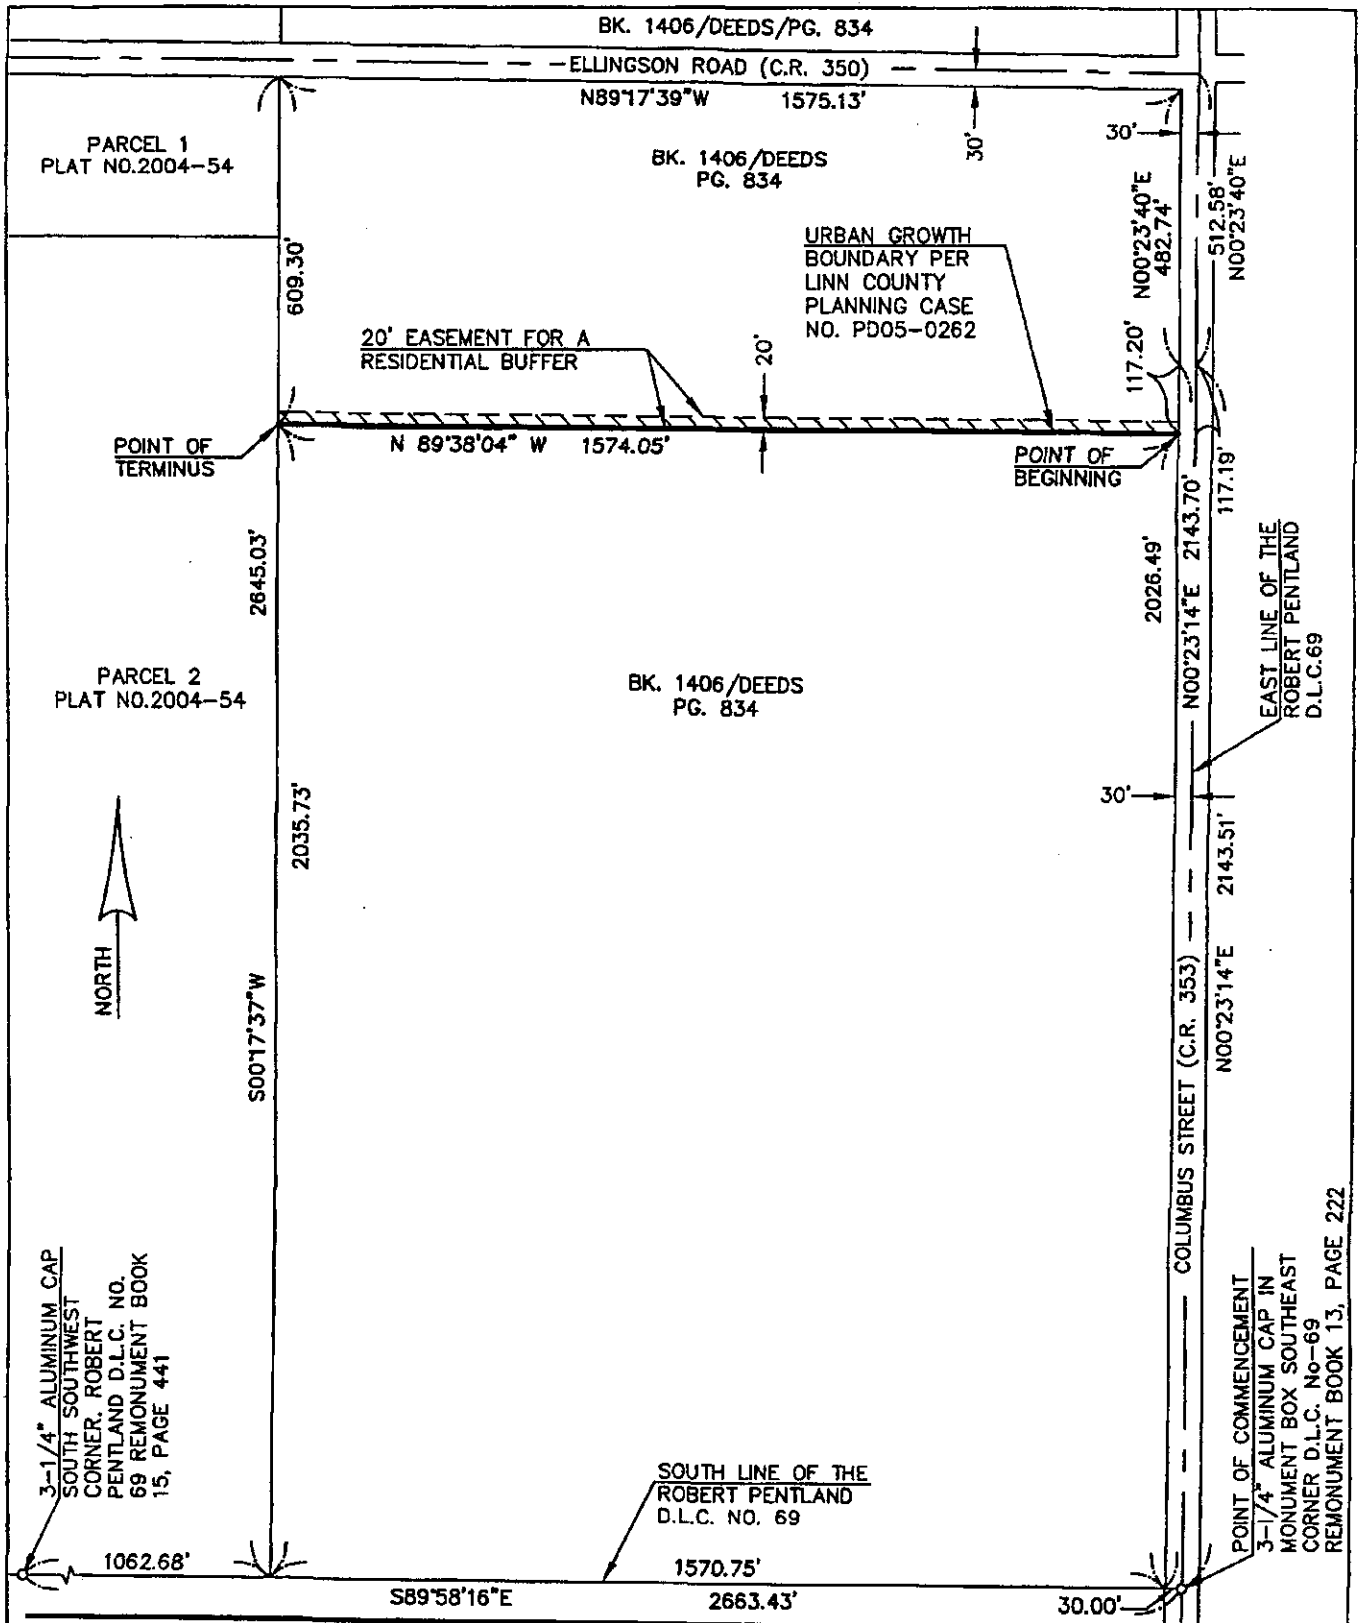 BK. 1406/DEEDS/PG. 834
ELLINGSON ROAD (C.R. 350)
N89°17'39"W 1575.13'
30'
30'
PARCEL 1
PLAT NO.2004-54
BK. 1406/DEEDS
PG. 834
N00°23'40"E
482.74'
512.58'
N00°23'40"E
609.30'
URBAN GROWTH
BOUNDARY PER
LINN COUNTY
PLANNING CASE
NO. PD05-0262
20' EASEMENT FOR A
RESIDENTIAL BUFFER
20'
117.20'
POINT OF
TERMINUS
N 89°38'04" W 1574.05'
POINT OF
BEGINNING
117.19'
2645.03'
2026.49'
N00°23'14"E 2143.70'
EAST LINE OF THE
ROBERT PENTLAND
D.L.C.69
PARCEL 2
PLAT NO.2004-54
BK. 1406/DEEDS
PG. 834
2035.73'
30'
2143.51'
N00°23'14"E
NORTH
S00°17'37"W
COLUMBUS STREET (C.R. 353)
3-1/4" ALUMINUM CAP
SOUTH SOUTHWEST
CORNER. ROBERT
PENTLAND D.L.C. NO.
69 REMONUMENT BOOK
15, PAGE 441
POINT OF COMMENCEMENT
3-1/4" ALUMINUM CAP IN
MONUMENT BOX SOUTHEAST
CORNER D.L.C. No-69
REMONUMENT BOOK 13, PAGE 222
SOUTH LINE OF THE
ROBERT PENTLAND
D.L.C. NO. 69
1062.68'
1570.75'
S89°58'16"E 2663.43'
30.00'